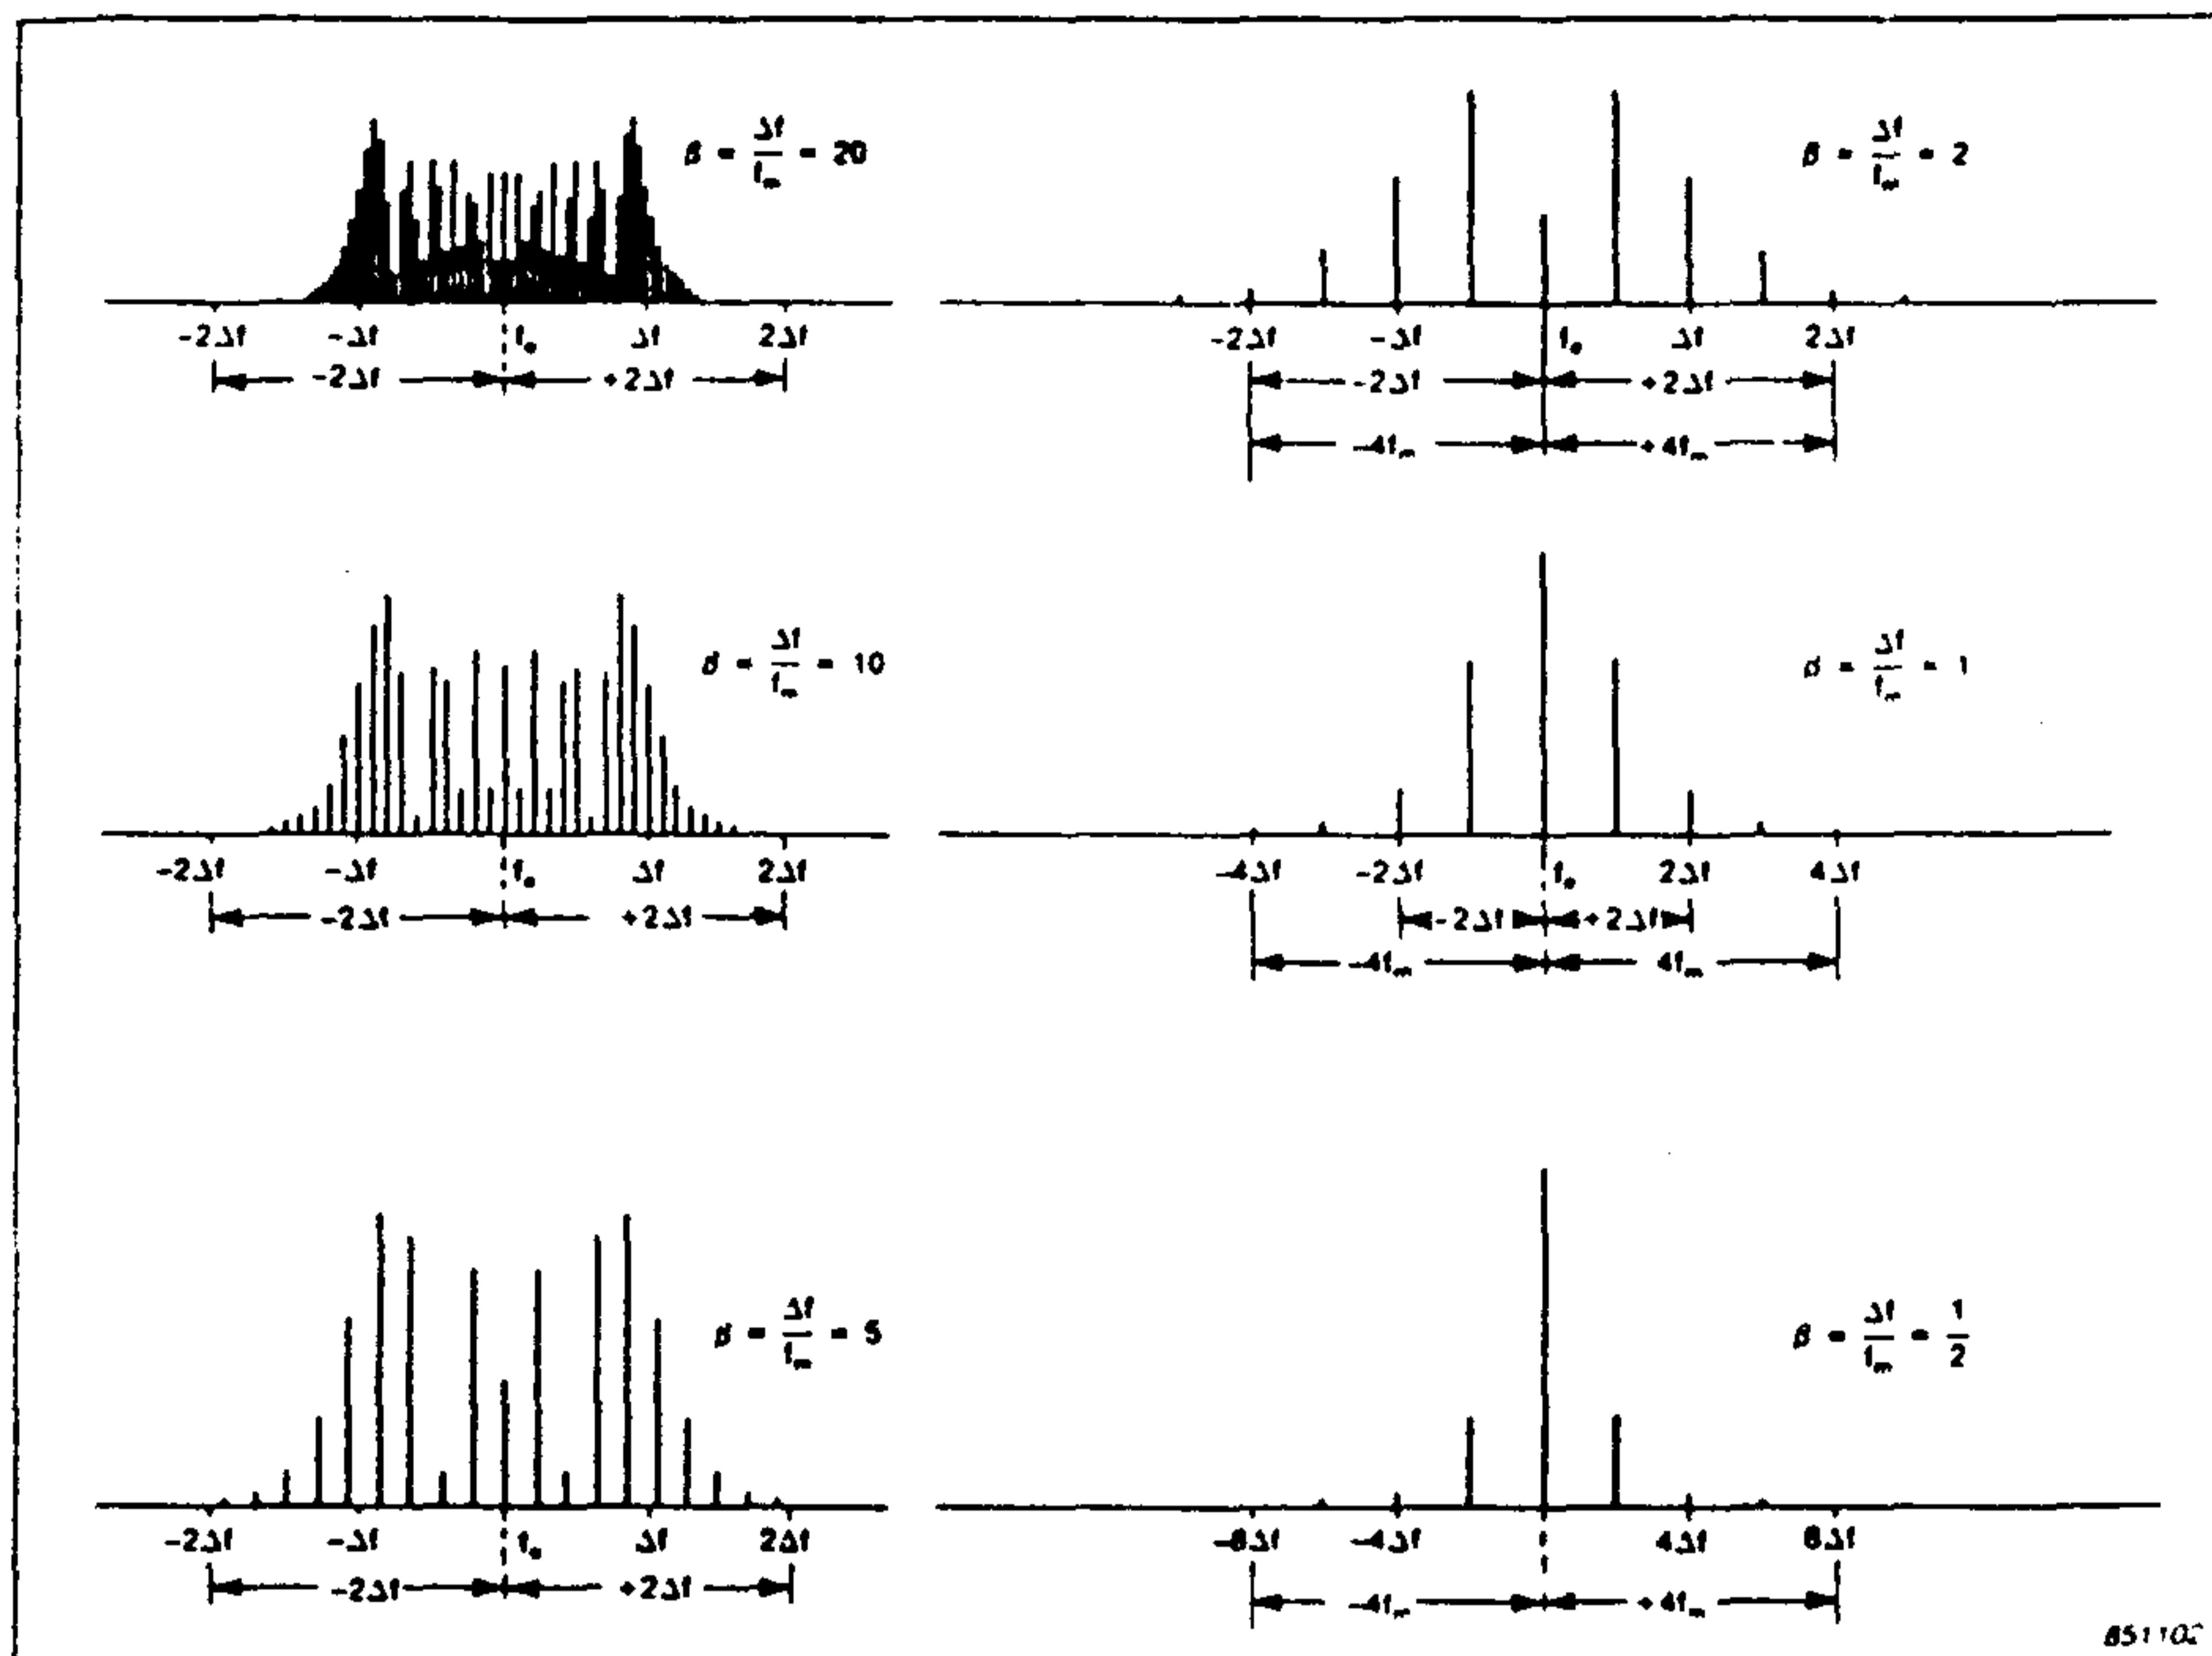 β = Δf/fₘ = 20
-2Δf -Δf f₀ Δf 2Δf
-2Δf +2Δf
β = Δf/fₘ = 2
-2Δf -Δf f₀ Δf 2Δf
-2Δf +2Δf
-4fₘ +4fₘ
β = Δf/fₘ = 10
-2Δf -Δf f₀ Δf 2Δf
-2Δf +2Δf
β = Δf/fₘ = 1
-4Δf -2Δf f₀ 2Δf 4Δf
-2Δf +2Δf
-4fₘ 4fₘ
β = Δf/fₘ = 5
-2Δf -Δf f₀ Δf 2Δf
-2Δf +2Δf
β = Δf/fₘ = 1/2
-8Δf -4Δf 4Δf 8Δf
-4fₘ +4fₘ
851102